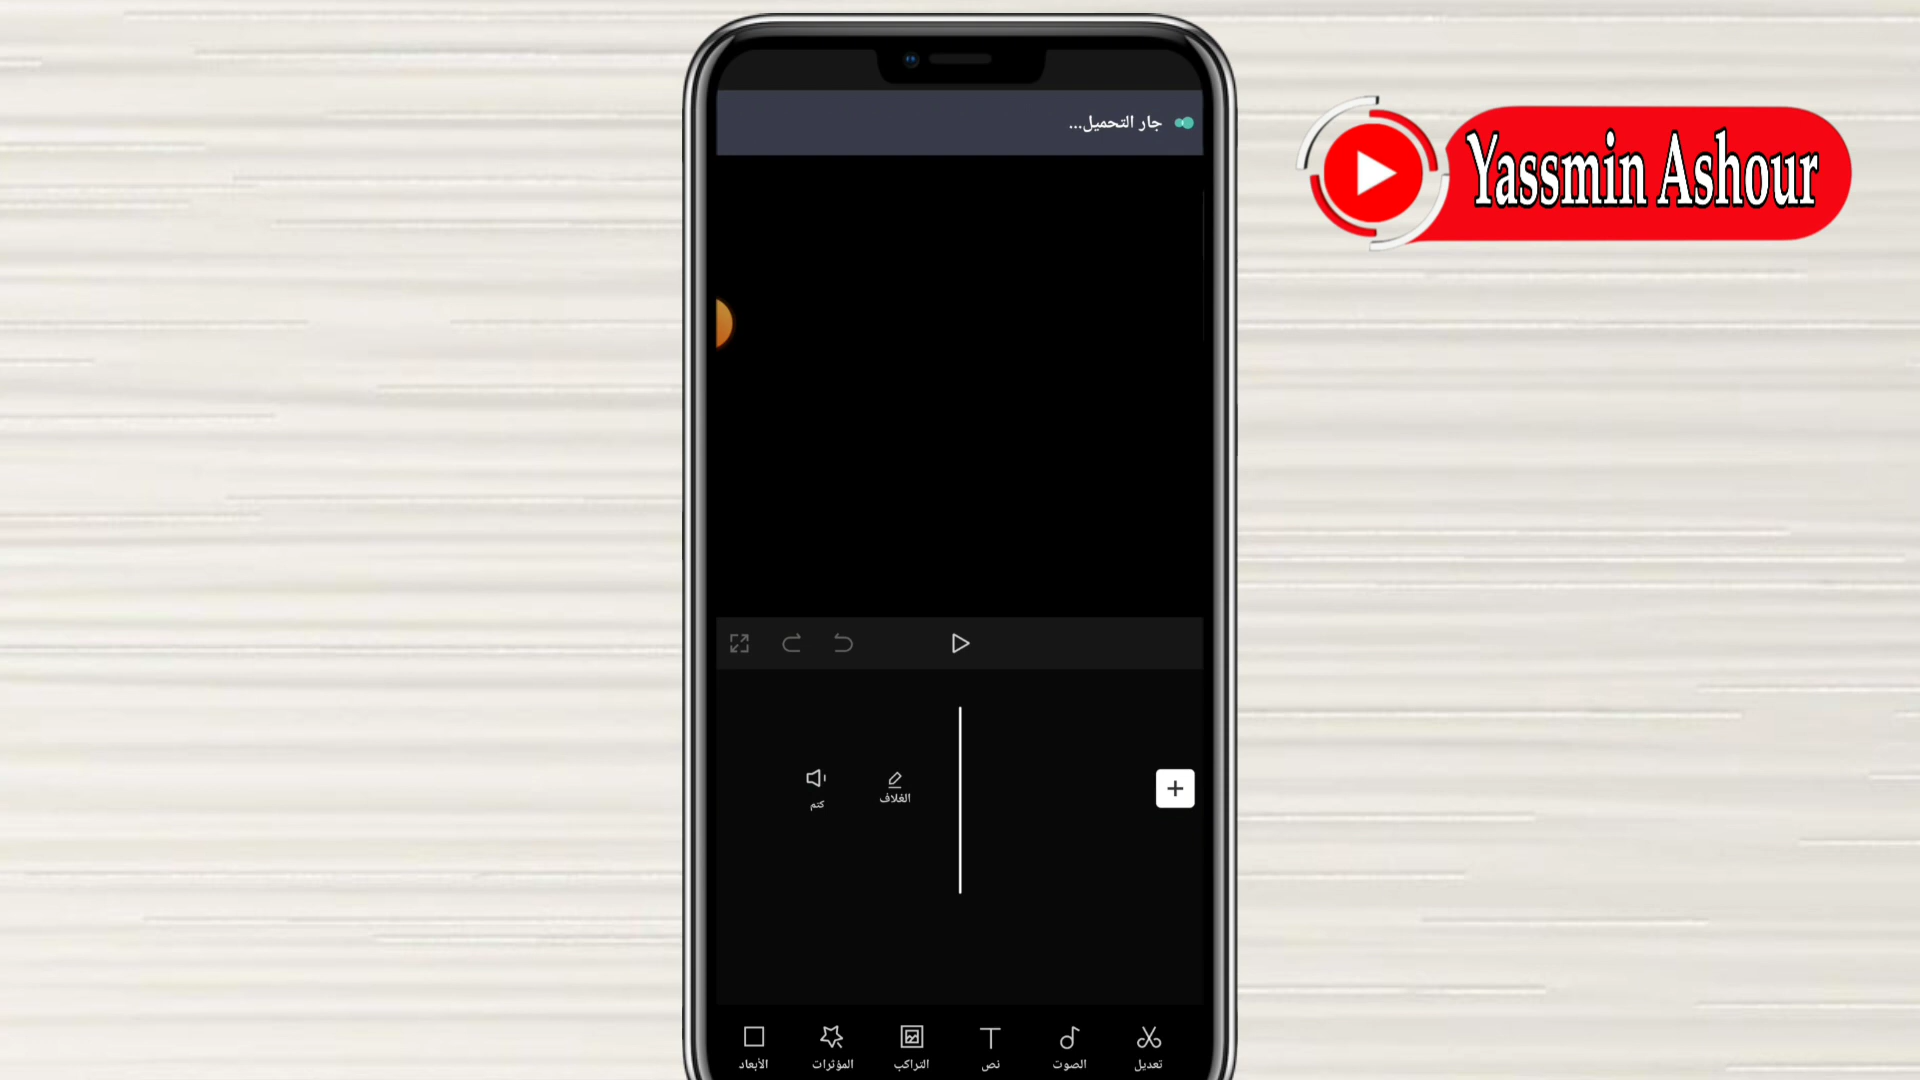 جار التحميل...
Yassmin Ashour
الغلاف
كتم
تعديل
الصوت
نص
التراكب
المؤثرات
الأبعاد